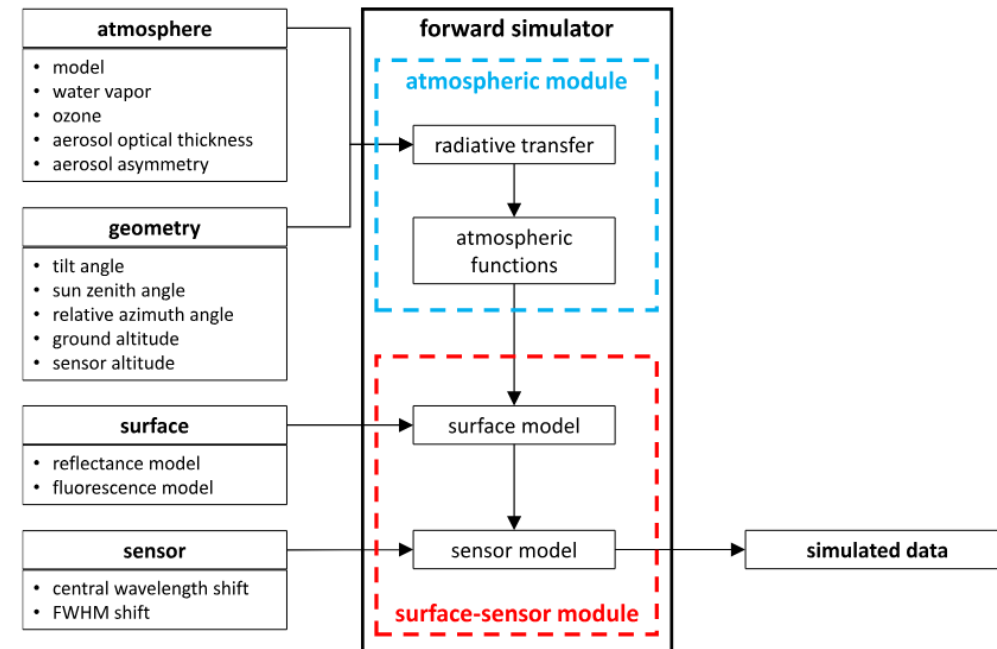 atmosphere
• model
• water vapor
• ozone
• aerosol optical thickness
• aerosol asymmetry
geometry
• tilt angle
• sun zenith angle
• relative azimuth angle
• ground altitude
• sensor altitude
surface
• reflectance model
• fluorescence model
sensor
• central wavelength shift
• FWHM shift
forward simulator
atmospheric module
radiative transfer
atmospheric
functions
surface model
sensor model
surface-sensor module
simulated data